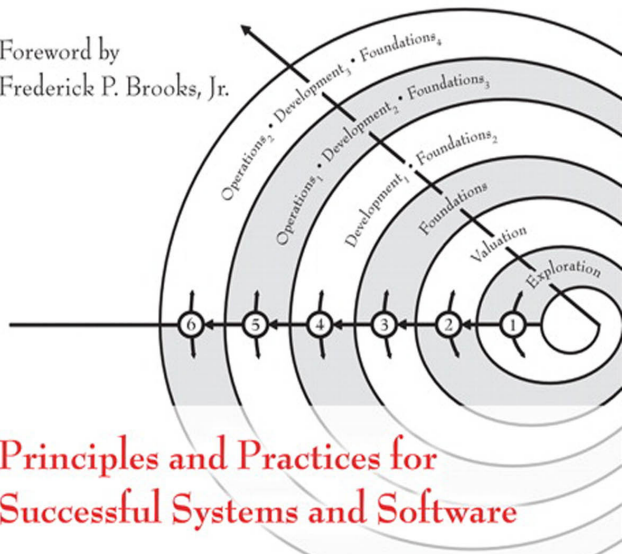 Foreword by
Frederick P. Brooks, Jr.
Operations₂ • Development₃ • Foundations₄
Operations₁ • Development₂ • Foundations₃
Development₁ • Foundations₂
Foundations
Valuation
Exploration
6 5 4 3 2 1
Principles and Practices for
Successful Systems and Software